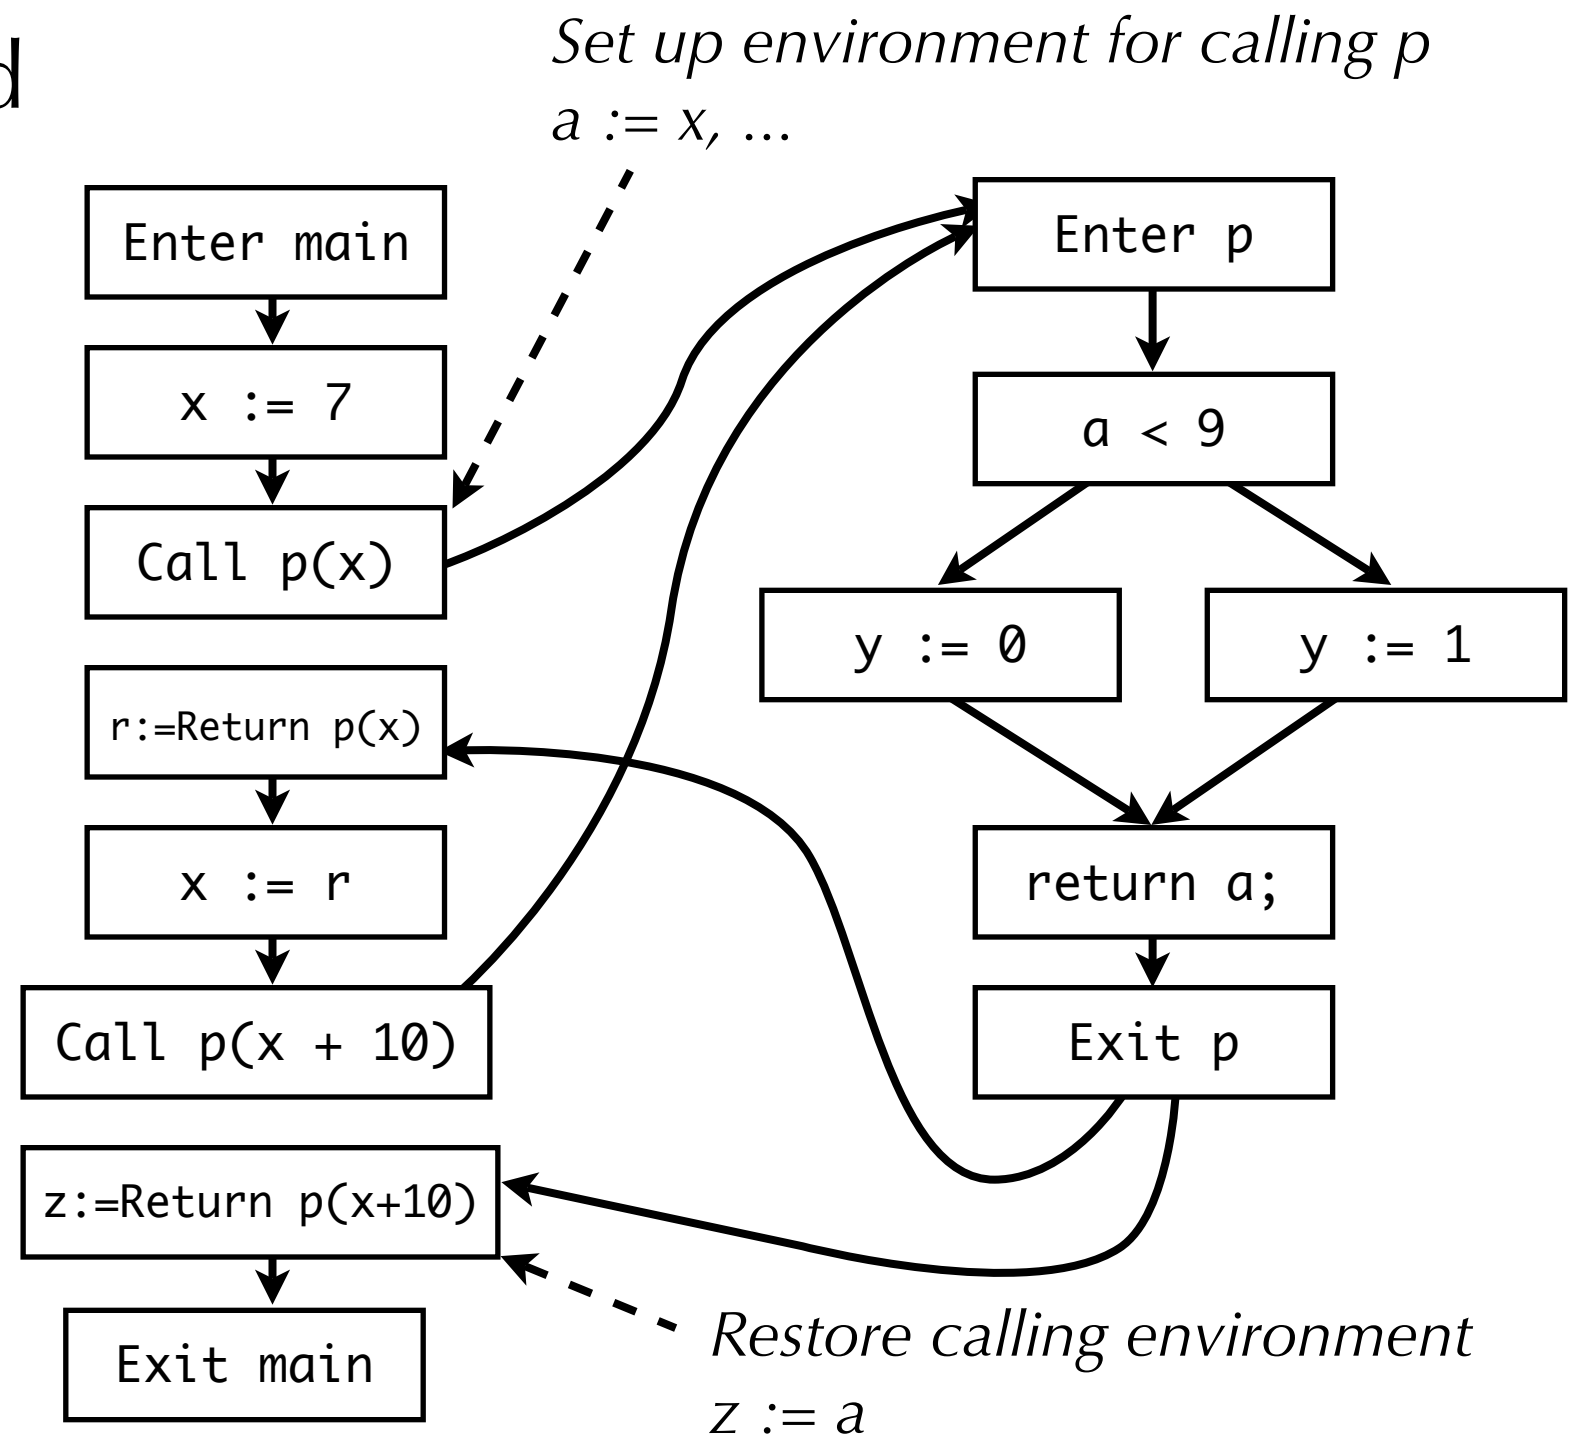 d
Set up environment for calling p
a := x, ...
Enter main
x := 7
Call p(x)
r:=Return p(x)
x := r
Call p(x + 10)
z:=Return p(x+10)
Exit main
Enter p
a < 9
y := 0
y := 1
return a;
Exit p
Restore calling environment
z := a